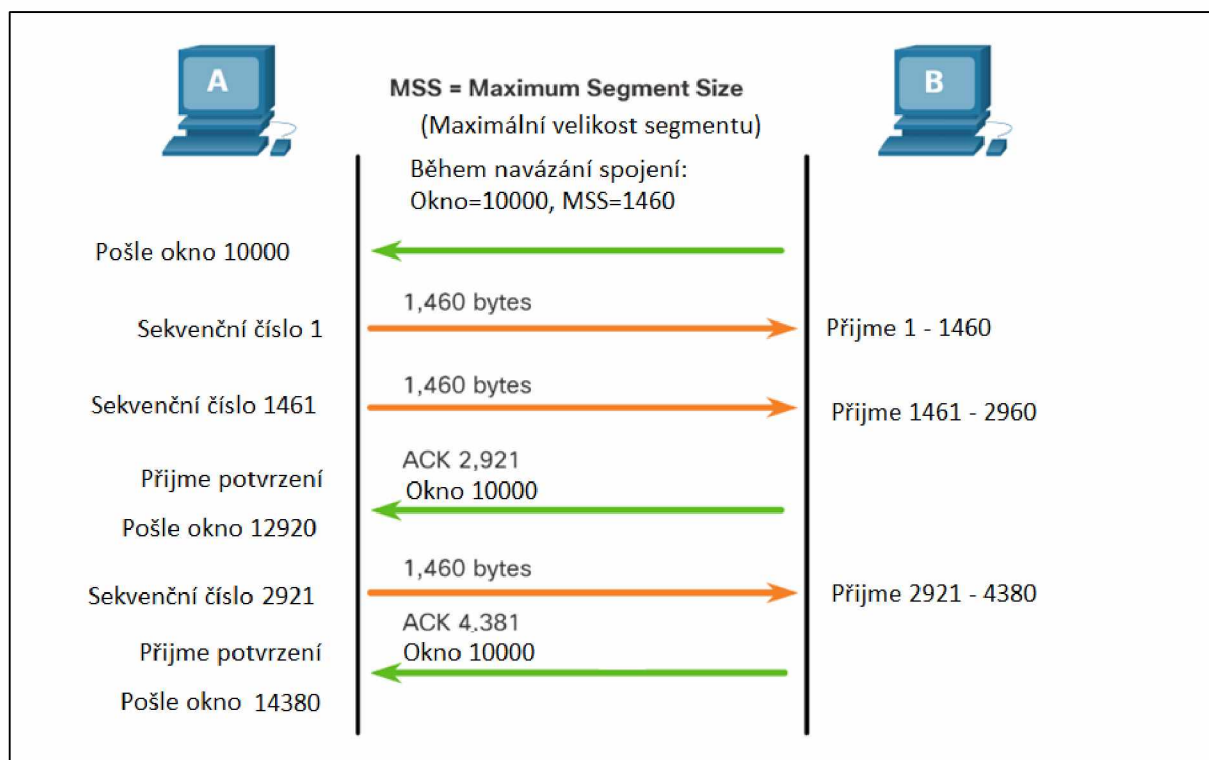 A
B
MSS = Maximum Segment Size
(Maximální velikost segmentu)
Během navázání spojení:
Okno=10000, MSS=1460
Pošle okno 10000
1,460 bytes
Sekvenční číslo 1
Přijme 1 - 1460
1,460 bytes
Sekvenční číslo 1461
Přijme 1461 - 2960
ACK 2,921
Přijme potvrzení
Okno 10000
Pošle okno 12920
1,460 bytes
Sekvenční číslo 2921
Přijme 2921 - 4380
ACK 4.381
Přijme potvrzení
Okno 10000
Pošle okno 14380